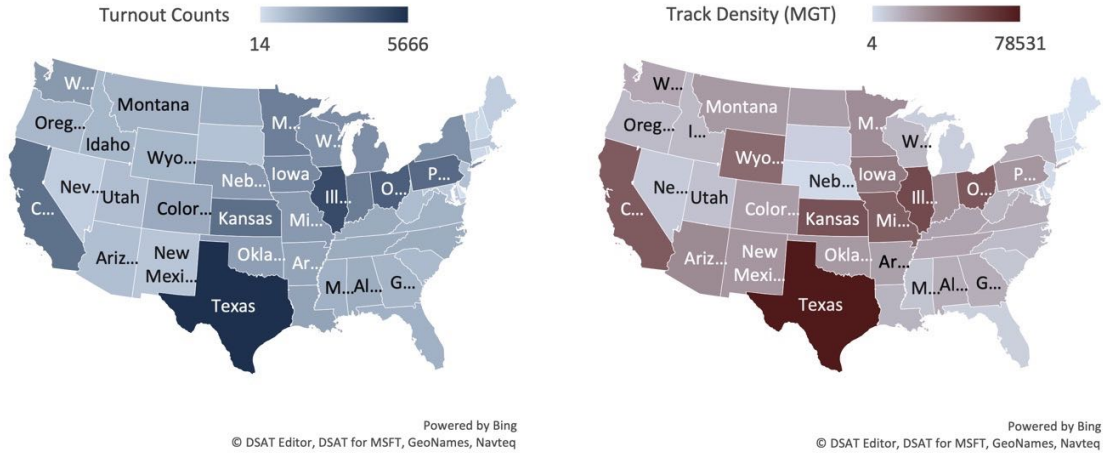 Turnout Counts
14 5666
W...
Montana
Oreg...
Idaho
Wyo...
Nev...
Utah
Color...
C...
Ariz...
New
Mexi...
Neb...
Kansas
Okla...
Texas
M...
W...
Iowa
Mi...
Ar...
Ill...
O...
P...
M...
Al...
G...
Powered by Bing
© DSAT Editor, DSAT for MSFT, GeoNames, Navteq
Track Density (MGT)
4 78531
W...
Montana
Oreg...
I...
Wyo...
Ne...
Utah
Color...
C...
Ariz...
New
Mexi...
Neb...
Kansas
Okla...
Texas
M...
W...
Iowa
Mi...
Ar...
Ill...
O...
P...
M...
Al...
G...
Powered by Bing
© DSAT Editor, DSAT for MSFT, GeoNames, Navteq